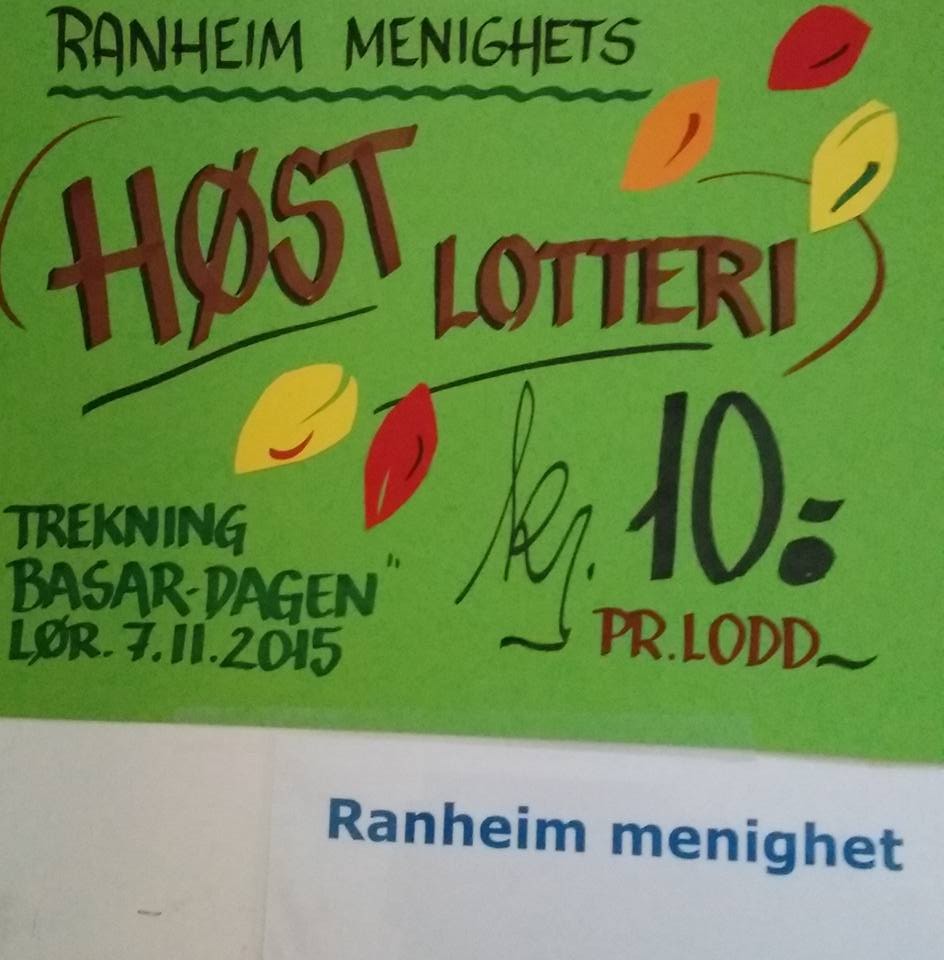 RANHEIM MENIGHETS
HØST
LOTTERI
kr. 10:-
PR. LODD
TREKNING
BASAR-DAGEN"
LØR. 7.11.2015
Ranheim menighet